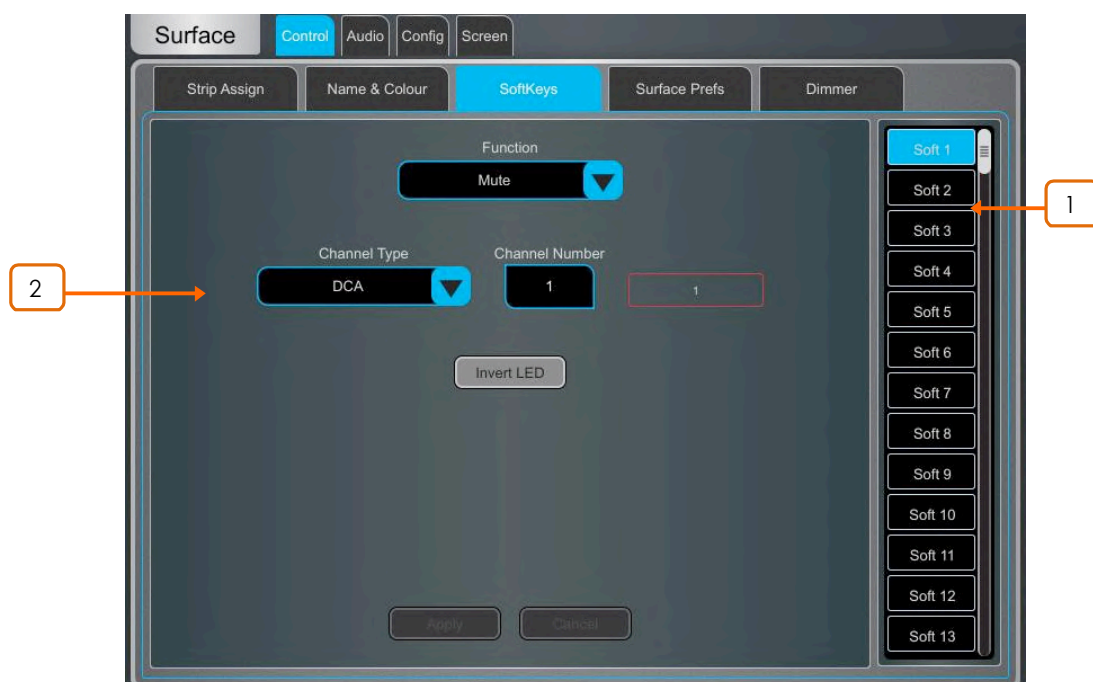 Surface Control Audio Config Screen
Strip Assign Name & Colour SoftKeys Surface Prefs Dimmer
Function
Mute
Channel Type Channel Number
DCA 1 1
Invert LED
Apply Cancel
Soft 1
Soft 2
Soft 3
Soft 4
Soft 5
Soft 6
Soft 7
Soft 8
Soft 9
Soft 10
Soft 11
Soft 12
Soft 13
1
2